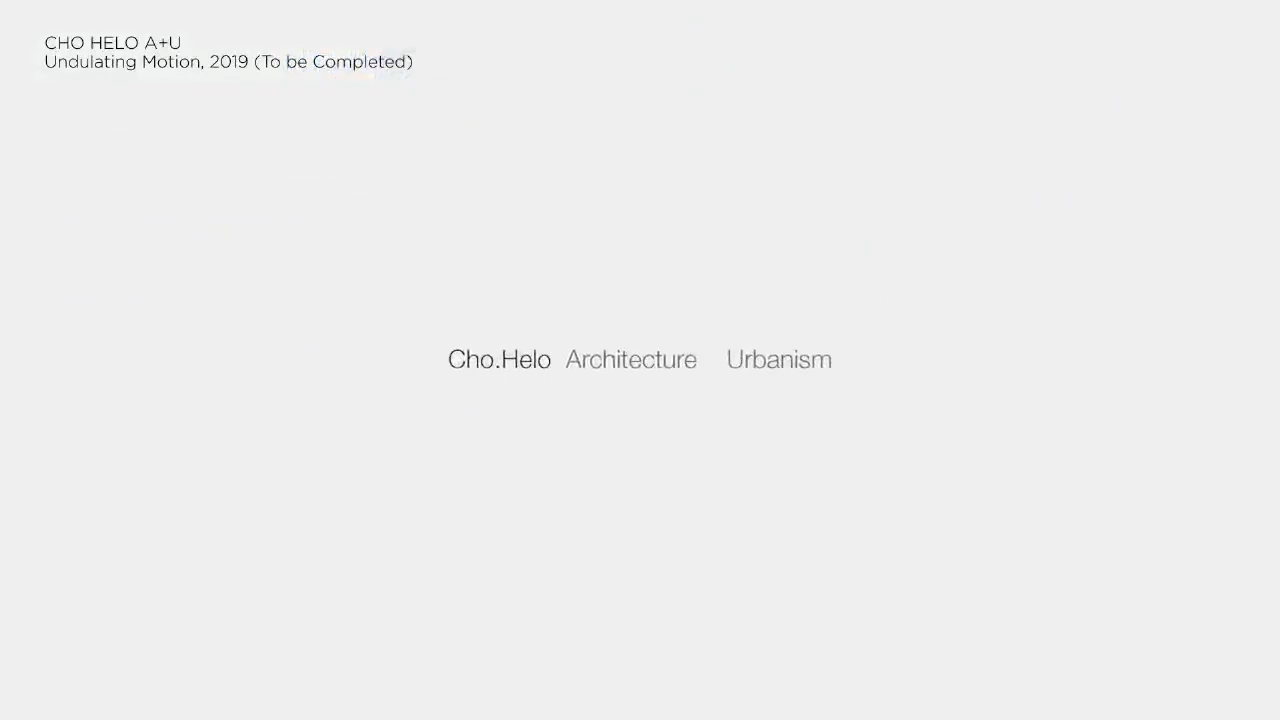 CHO HELO A+U
Undulating Motion, 2019 (To be Completed)
Cho.Helo Architecture Urbanism